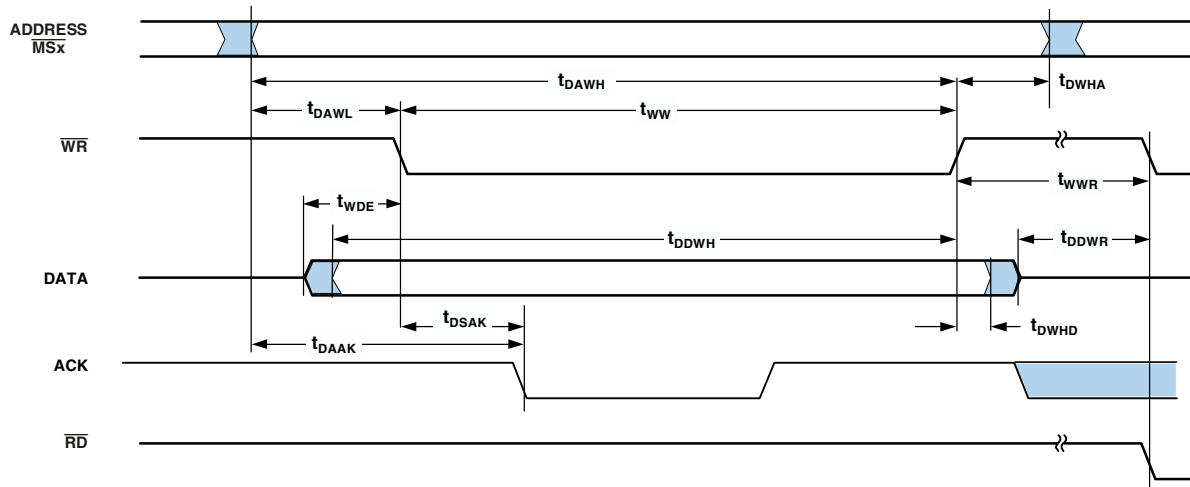 ADDRESS
MSx
tDAWH
tDWHA
tDAWL
tWW
WR
tWWR
tWDE
tDDWH
tDDWR
DATA
tDSAK
tDWHD
tDAAK
ACK
RD